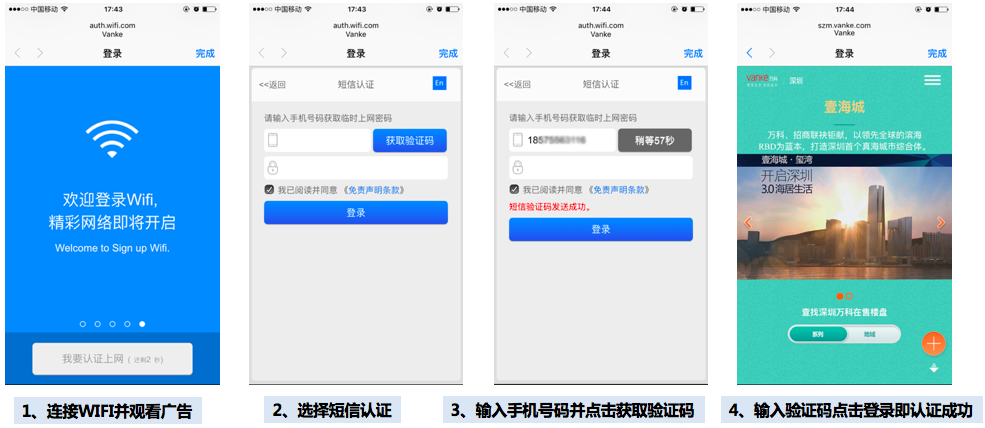 中国移动
17:43
auth.wifi.com
Vanke
登录
完成
欢迎登录Wifi,
精彩网络即将开启
Welcome to Sign up Wifi.
我要认证上网 ( 还剩2 秒)
1、连接WIFI并观看广告
中国移动
17:43
auth.wifi.com
Vanke
登录
完成
<<返回
短信认证
En
请输入手机号码获取临时上网密码
获取验证码
我已阅读并同意 《免责声明条款》
登录
2、选择短信认证
中国移动
17:44
auth.wifi.com
Vanke
登录
完成
<<返回
短信认证
En
请输入手机号码获取临时上网密码
稍等57秒
我已阅读并同意 《免责声明条款》
短信验证码发送成功。
登录
3、输入手机号码并点击获取验证码
中国移动
17:44
szm.vanke.com
Vanke
登录
完成
vanke 万科
深圳
壹海城
万科、招商联袂钜献，以领先全球的滨海
RBD为蓝本，打造深圳首个真海城市综合体。
壹海城·玺湾
开启深圳
3.0海居生活
查找深圳万科在售楼盘
系列
地域
4、输入验证码点击登录即认证成功